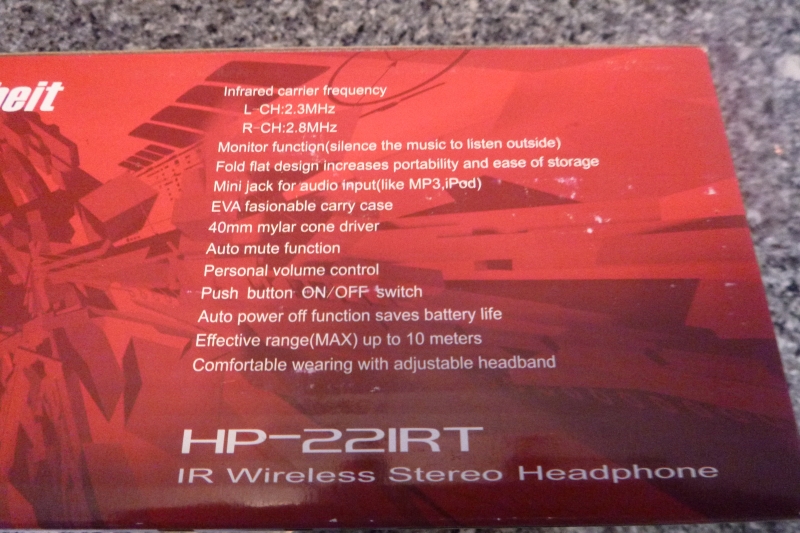 eit
Infrared carrier frequency
L-CH:2.3MHz
R-CH:2.8MHz
Monitor function(silence the music to listen outside)
Fold flat design increases portability and ease of storage
Mini jack for audio input(like MP3,iPod)
EVA fasionable carry case
40mm mylar cone driver
Auto mute function
Personal volume control
Push button ON/OFF switch
Auto power off function saves battery life
Effective range(MAX) up to 10 meters
Comfortable wearing with adjustable headband
HP-22IRT
IR Wireless Stereo Headphone